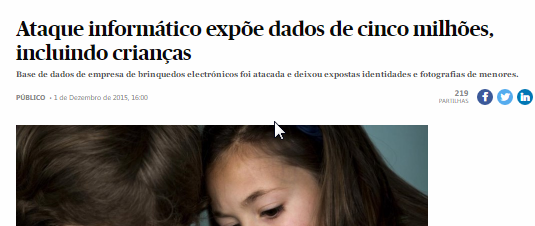 Ataque informático expõe dados de cinco milhões,
incluindo crianças
Base de dados de empresa de brinquedos electrónicos foi atacada e deixou expostas identidades e fotografias de menores.
PÚBLICO • 1 de Dezembro de 2015, 16:00
219
PARTILHAS